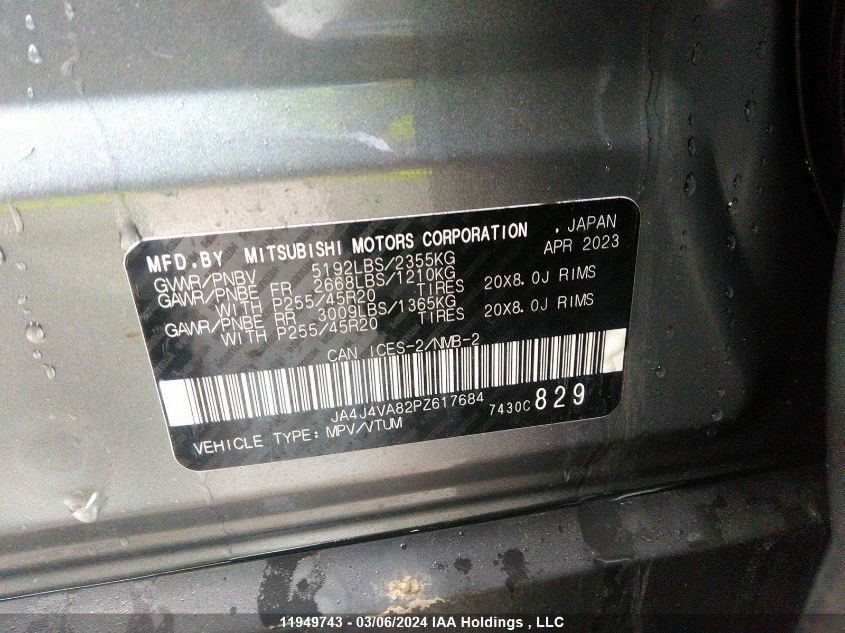 MFD.BY MITSUBISHI MOTORS CORPORATION . JAPAN
GVWR/PNBV 5192LBS/2355KG APR 2023
GAWR/PNBE FR 2668LBS/1210KG
WITH P255/45R20 TIRES 20X8.0J RIMS
GAWR/PNBE RR 3009LBS/1365KG
WITH P255/45R20 TIRES 20X8.0J RIMS
CAN ICES-2/NMB-2
JA4J4VA82PZ617684 7430C 829
VEHICLE TYPE: MPV/VTUM
11949743 - 03/06/2024 IAA Holdings , LLC